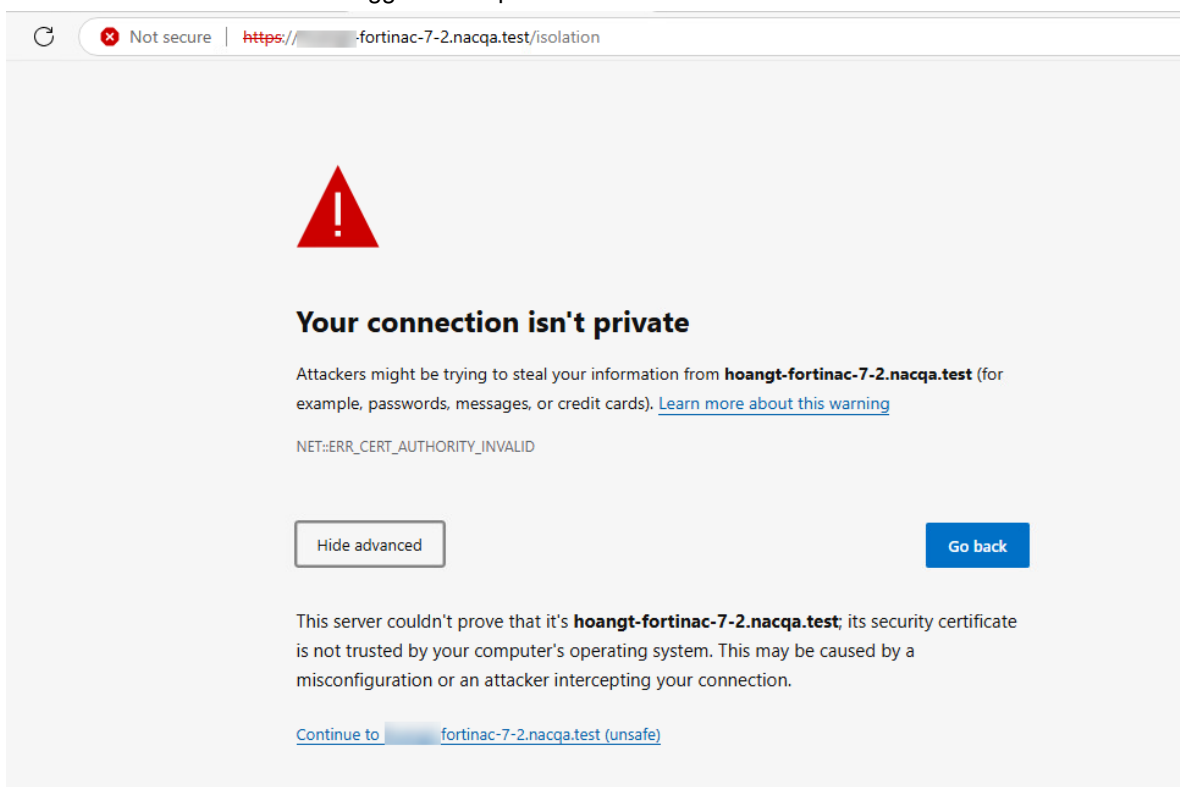 Not secure | https:// -fortinac-7-2.nacqa.test/isolation
!
Your connection isn't private
Attackers might be trying to steal your information from hoangt-fortinac-7-2.nacqa.test (for
example, passwords, messages, or credit cards). Learn more about this warning
NET::ERR_CERT_AUTHORITY_INVALID
Hide advanced
Go back
This server couldn't prove that it's hoangt-fortinac-7-2.nacqa.test; its security certificate
is not trusted by your computer's operating system. This may be caused by a
misconfiguration or an attacker intercepting your connection.
Continue to fortinac-7-2.nacqa.test (unsafe)